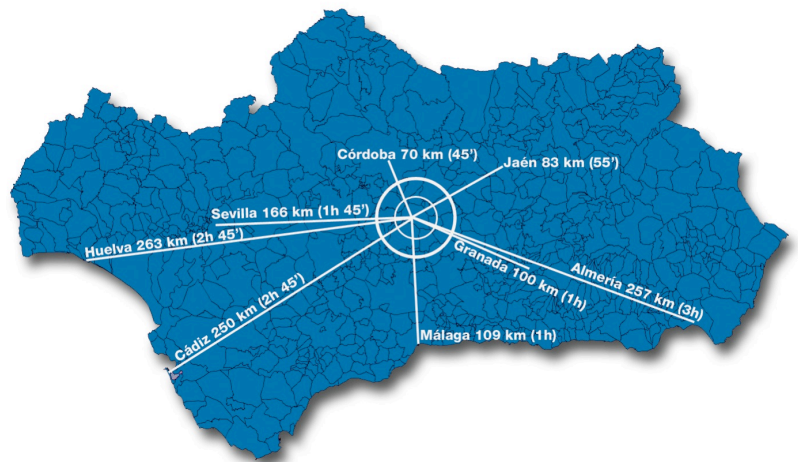 Córdoba 70 km (45’)
Jaén 83 km (55’)
Sevilla 166 km (1h 45’)
Huelva 263 km (2h 45’)
Granada 100 km (1h)
Almería 257 km (3h)
Cádiz 250 km (2h 45’)
Málaga 109 km (1h)